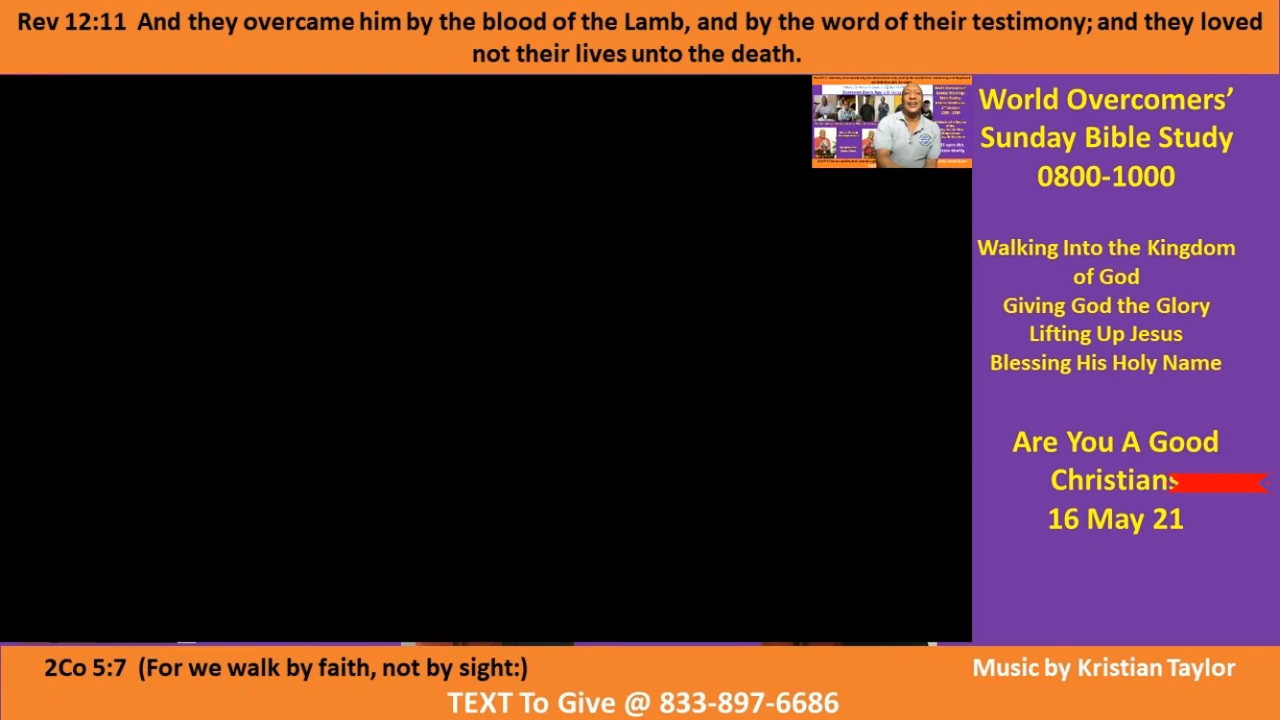 Rev 12:11  And they overcame him by the blood of the Lamb, and by the word of their testimony; and they loved
not their lives unto the death.
World Overcomers’
Sunday Bible Study
0800-1000
Walking Into the Kingdom
of God
Giving God the Glory
Lifting Up Jesus
Blessing His Holy Name
Are You A Good
Christians
16 May 21
2Co 5:7  (For we walk by faith, not by sight:)
Music by Kristian Taylor
TEXT To Give @ 833-897-6686